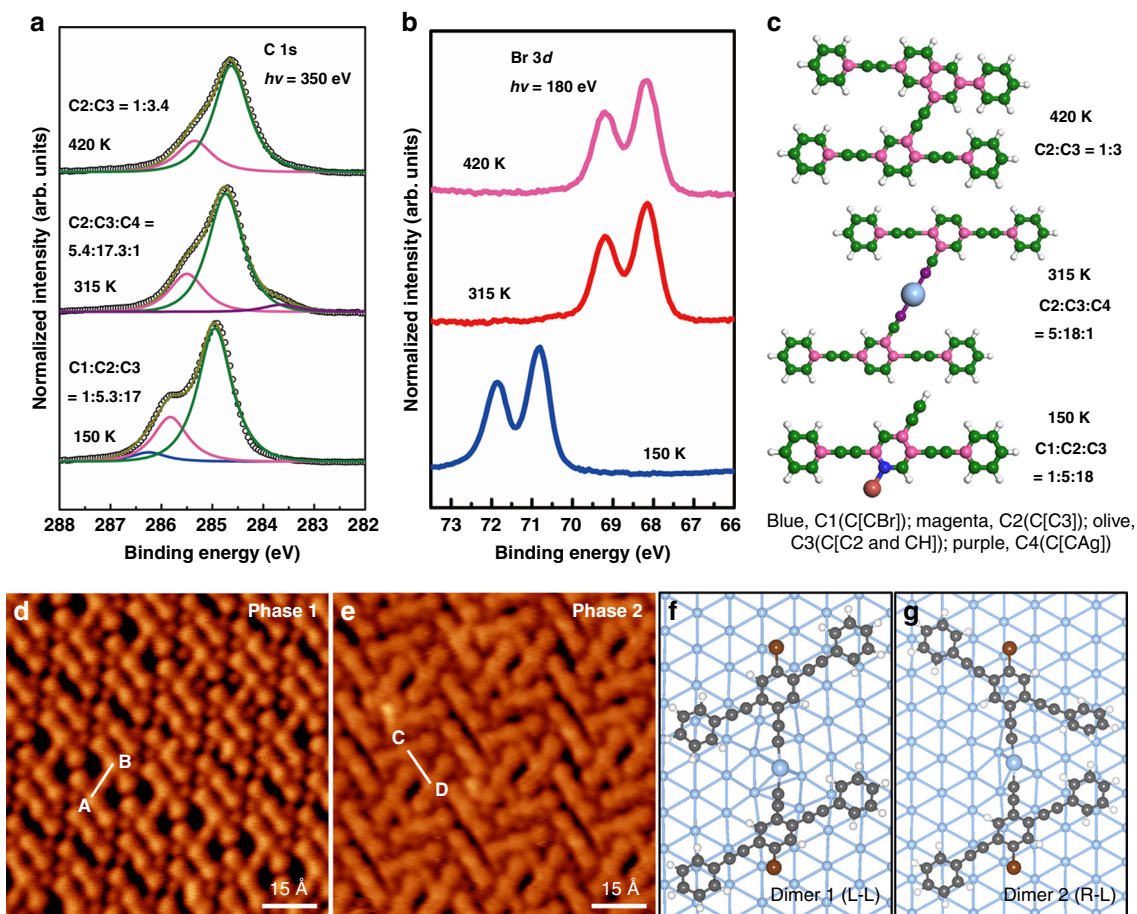 a
C 1s
hv = 350 eV
C2:C3 = 1:3.4
420 K
C2:C3:C4 =
5.4:17.3:1
315 K
C1:C2:C3
= 1:5.3:17
150 K
Normalized intensity (arb. units)
288 287 286 285 284 283 282
Binding energy (eV)
b
Br 3d
hv = 180 eV
420 K
315 K
150 K
Normalized intensity (arb. units)
73 72 71 70 69 68 67 66
Binding energy (eV)
c
420 K
C2:C3 = 1:3
315 K
C2:C3:C4
= 5:18:1
150 K
C1:C2:C3
= 1:5:18
Blue, C1(C[CBr]); magenta, C2(C[C3]); olive,
C3(C[C2 and CH]); purple, C4(C[CAg])
d
Phase 1
B
A
15 Å
e
Phase 2
C
D
15 Å
f
Dimer 1 (L-L)
g
Dimer 2 (R-L)